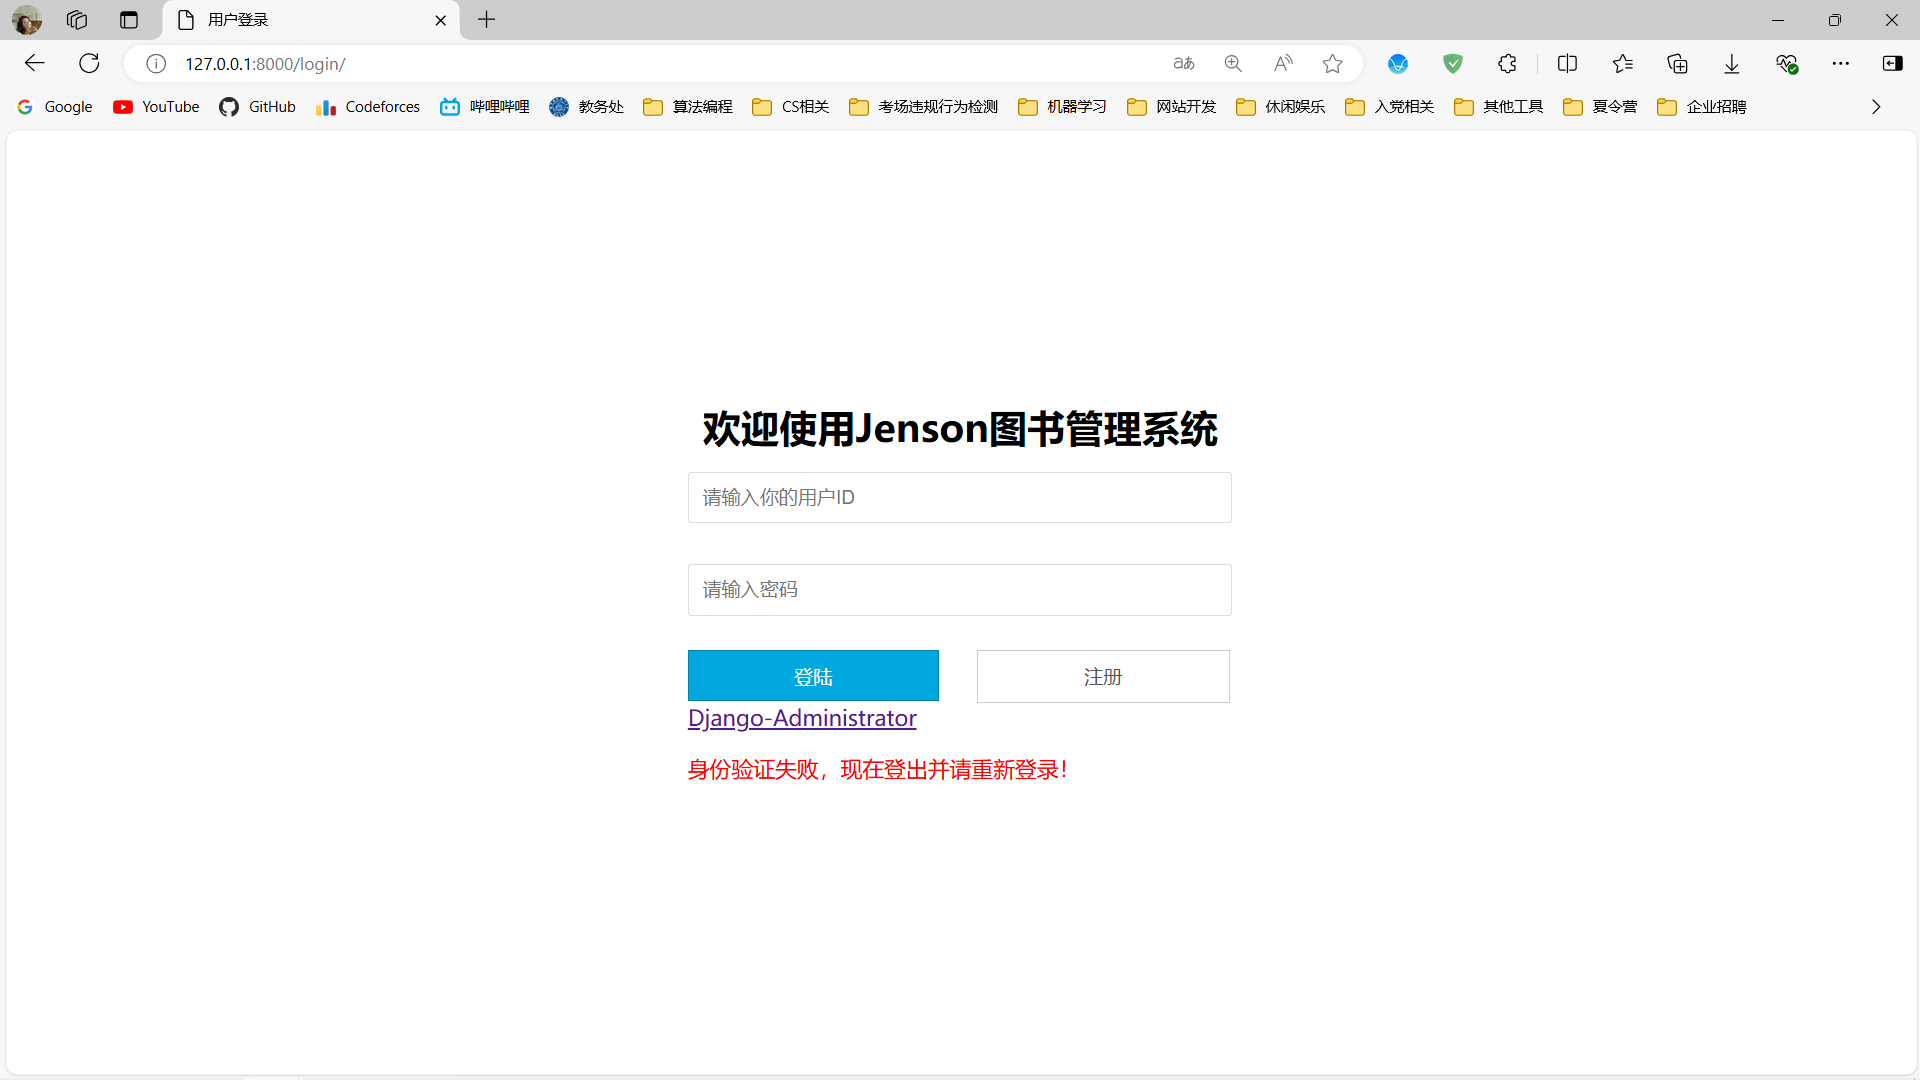 用户登录
127.0.0.1:8000/login/
Google YouTube GitHub Codeforces 哔哩哔哩 教务处 算法编程 CS相关 考场违规行为检测 机器学习 网站开发 休闲娱乐 入党相关 其他工具 夏令营 企业招聘
欢迎使用Jenson图书管理系统
请输入你的用户ID
请输入密码
登陆 注册
Django-Administrator
身份验证失败，现在登出并请重新登录！